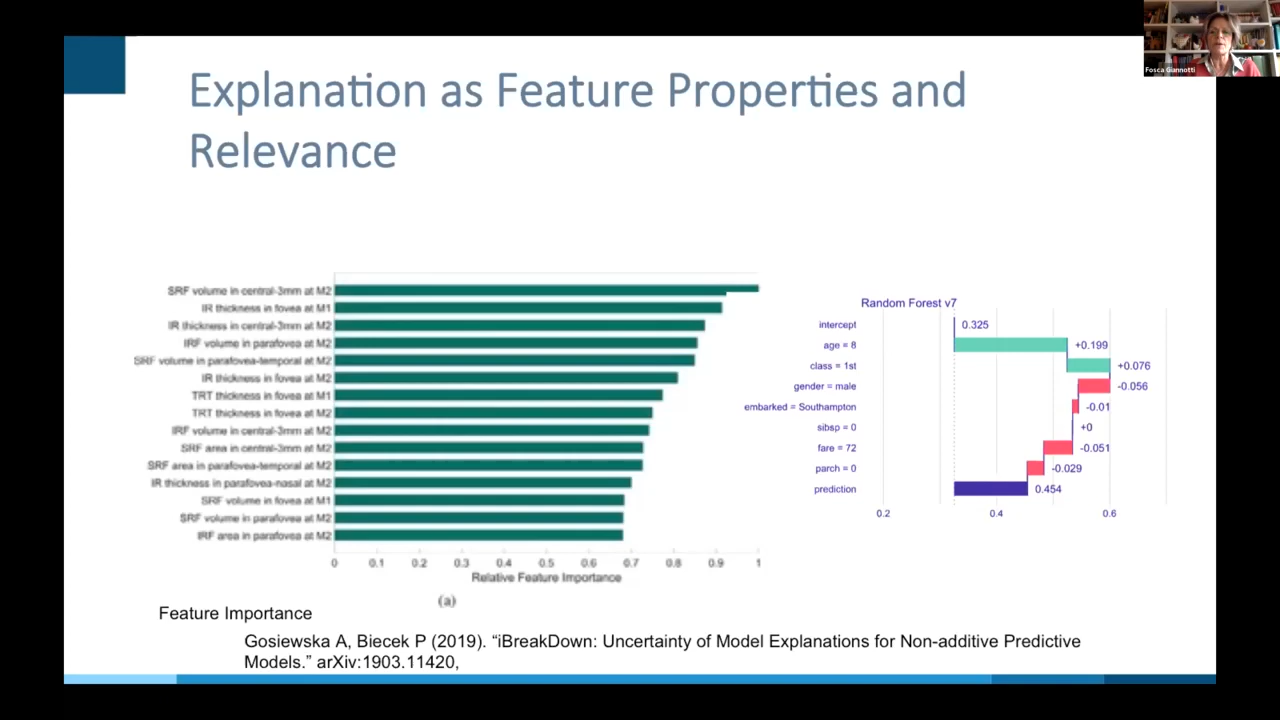 Fosca Giannotti
Explanation as Feature Properties and
Relevance
SRF volume in central-3mm at M2
IR thickness in fovea at M1
IR thickness in central-3mm at M2
IRF volume in parafovea at M2
SRF volume in parafovea-temporal at M2
IR thickness in fovea at M2
TRT thickness in fovea at M1
TRT thickness in fovea at M2
IRF volume in central-3mm at M2
SRF area in central-3mm at M2
SRF area in parafovea-temporal at M2
IR thickness in parafovea-nasal at M2
SRF volume in fovea at M1
SRF volume in parafovea at M2
IRF area in parafovea at M2
0 0.1 0.2 0.3 0.4 0.5 0.6 0.7 0.8 0.9 1
Relative Feature Importance
(a)
Random Forest v7
intercept 0.325
age = 8 +0.199
class = 1st +0.076
gender = male -0.056
embarked = Southampton -0.01
sibsp = 0 +0
fare = 72 -0.051
parch = 0 -0.029
prediction 0.454
0.2 0.4 0.6
Feature Importance
Gosiewska A, Biecek P (2019). “iBreakDown: Uncertainty of Model Explanations for Non-additive Predictive
Models.” arXiv:1903.11420,